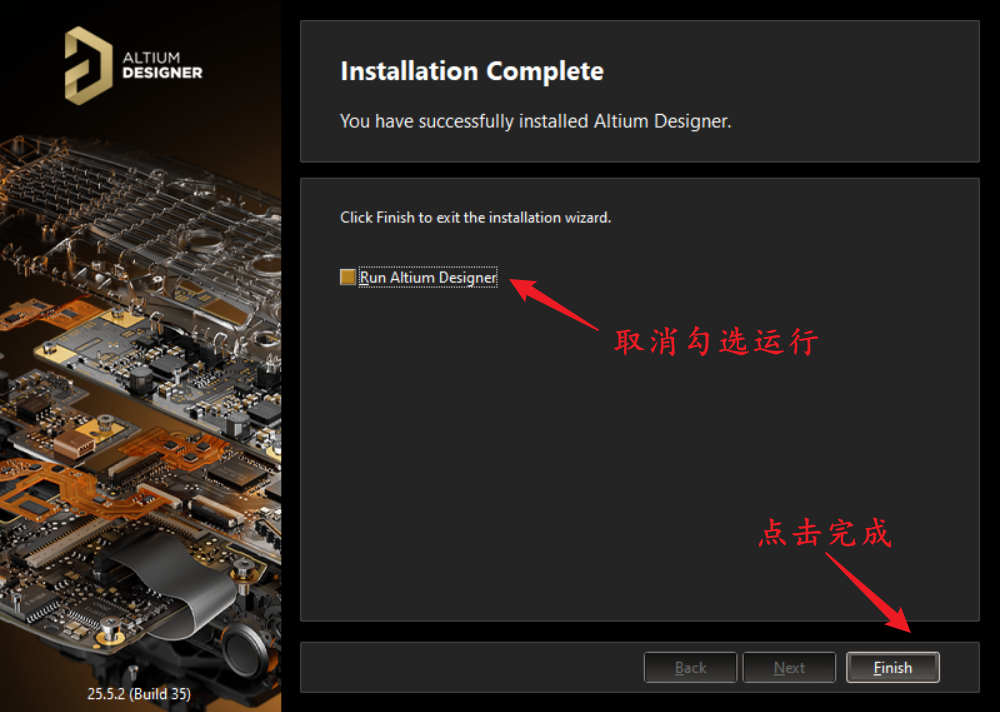 ALTIUM
DESIGNER
Installation Complete
You have successfully installed Altium Designer.
Click Finish to exit the installation wizard.
Run Altium Designer
取消勾选运行
点击完成
25.5.2 (Build 35)
Back
Next
Finish